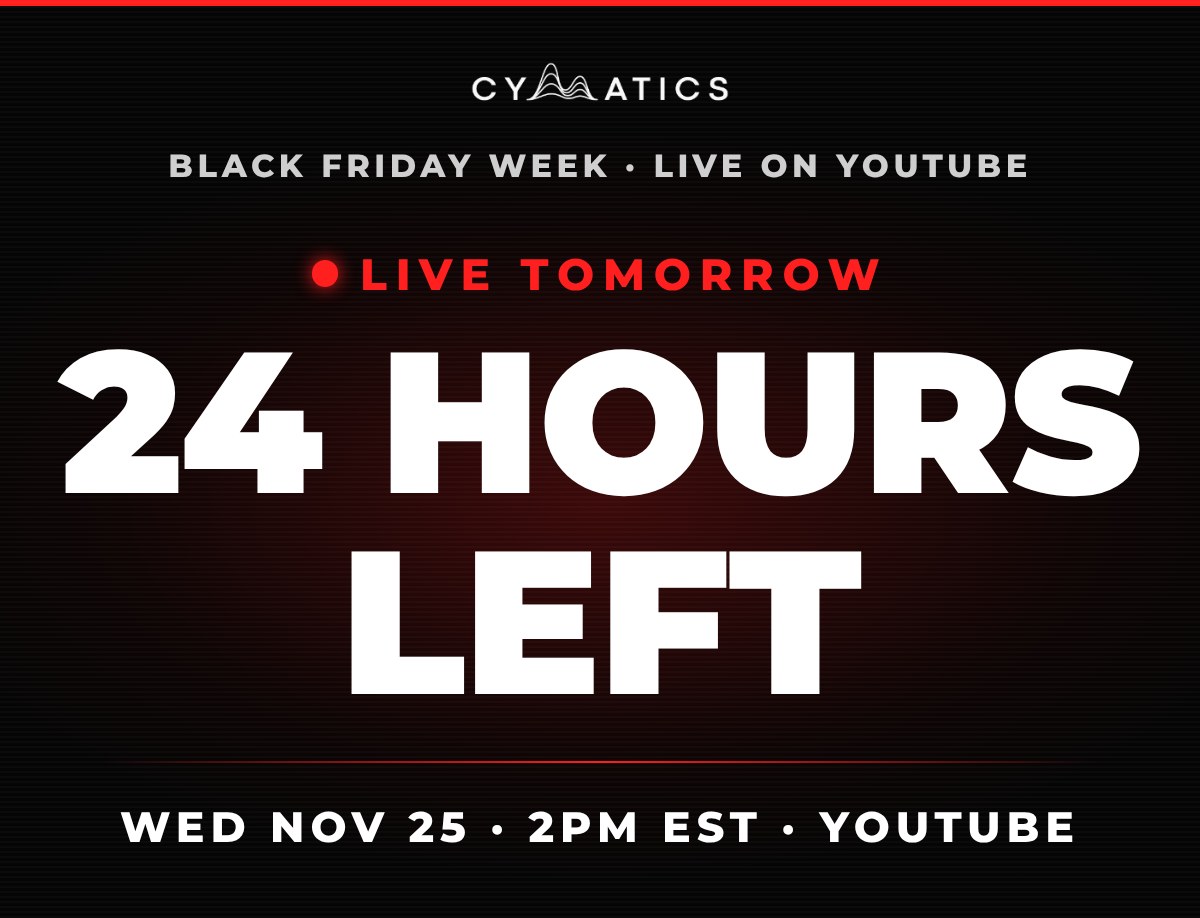 CYMATICS
BLACK FRIDAY WEEK • LIVE ON YOUTUBE
LIVE TOMORROW
24 HOURS
LEFT
WED NOV 25 • 2PM EST • YOUTUBE